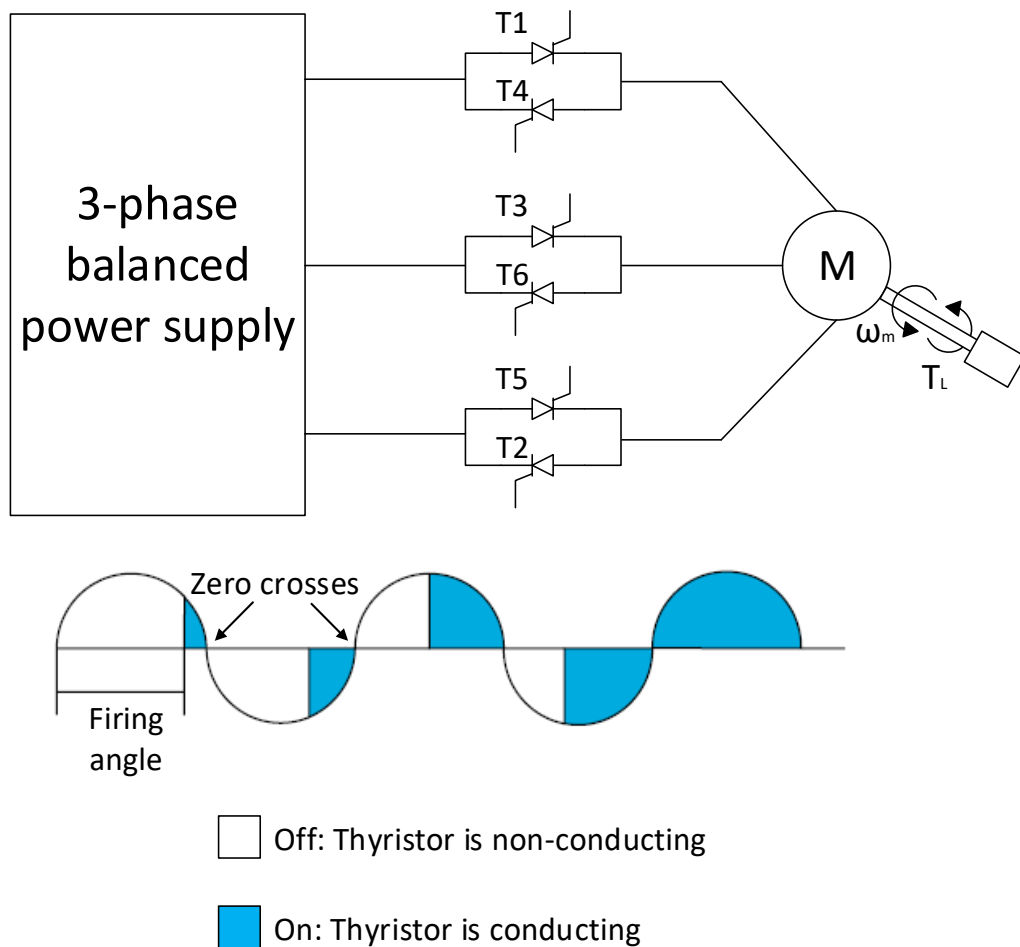 T1
T4
3-phase
balanced
power supply
T3
T6
M
ωm
TL
T5
T2
Zero crosses
Firing
angle
Off: Thyristor is non-conducting
On: Thyristor is conducting